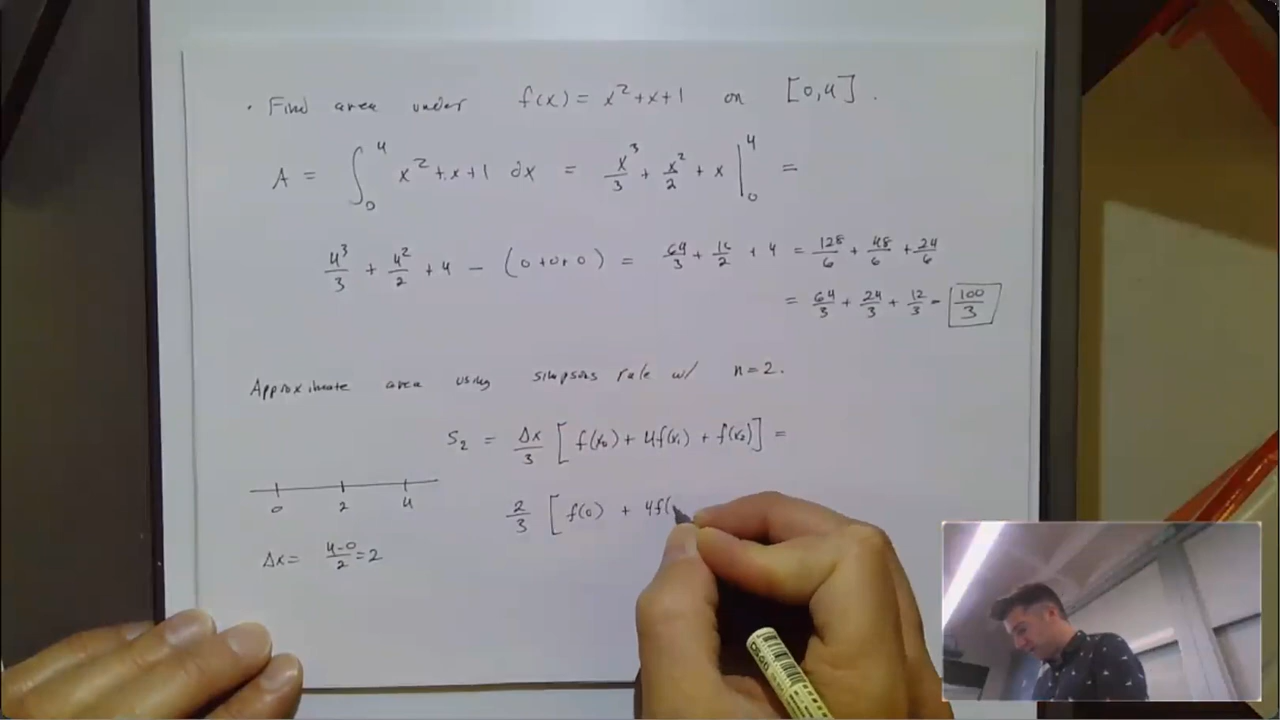 · Find area under f(x) = x² + x + 1 on [0,4].
A = ∫₀⁴ x² + x + 1 dx = x³/3 + x²/2 + x |₀⁴ =
4³/3 + 4²/2 + 4 − (0+0+0) = 64/3 + 16/2 + 4 = 128/6 + 48/6 + 24/6
= 64/3 + 24/3 + 12/3 = 100/3
Approximate area using simpsons rule w/ n=2.
S₂ = Δx/3 [ f(x₀) + 4f(x₁) + f(x₂) ] =
0 2 4
2/3 [ f(0) + 4f(
Δx = 4-0/2 = 2